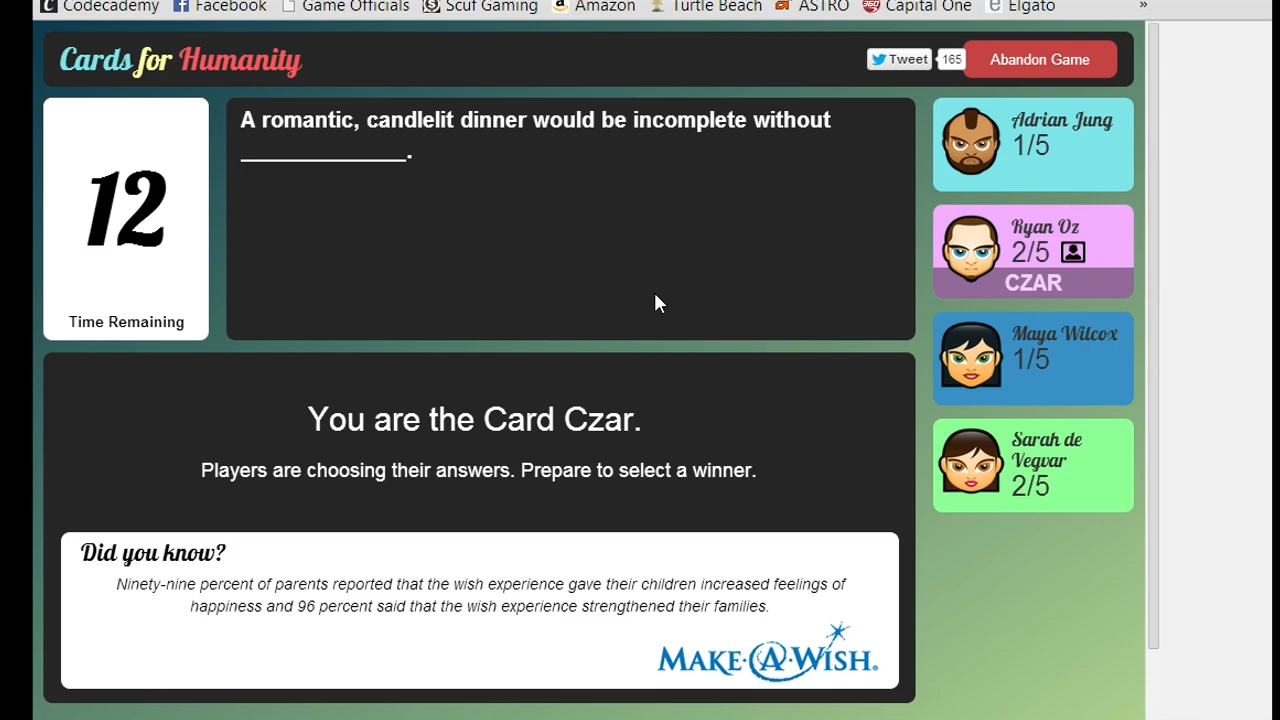 Codecademy Facebook Game Officials Scuf Gaming Amazon Turtle Beach ASTRO Capital One Elgato »
Cards for Humanity
Tweet 165 Abandon Game
12
Time Remaining
A romantic, candlelit dinner would be incomplete without
____________.
Adrian Jung
1/5
Ryan Oz
2/5
CZAR
Maya Wilcox
1/5
Sarah de
Vegvar
2/5
You are the Card Czar.
Players are choosing their answers. Prepare to select a winner.
Did you know?
Ninety-nine percent of parents reported that the wish experience gave their children increased feelings of
happiness and 96 percent said that the wish experience strengthened their families.
MAKE·A·WISH.